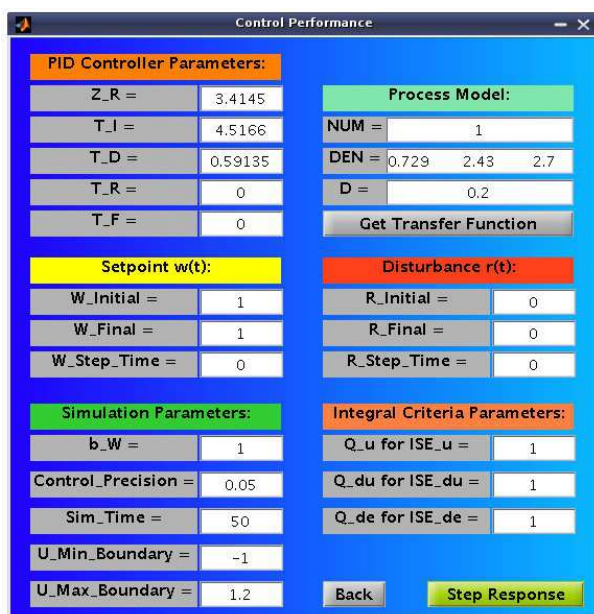 Control Performance
PID Controller Parameters:
Z_R = 3.4145
T_I = 4.5166
T_D = 0.59135
T_R = 0
T_F = 0
Process Model:
NUM = 1
DEN = 0.729 2.43 2.7
D = 0.2
Get Transfer Function
Setpoint w(t):
W_Initial = 1
W_Final = 1
W_Step_Time = 0
Disturbance r(t):
R_Initial = 0
R_Final = 0
R_Step_Time = 0
Simulation Parameters:
b_W = 1
Control_Precision = 0.05
Sim_Time = 50
U_Min_Boundary = -1
U_Max_Boundary = 1.2
Integral Criteria Parameters:
Q_u for ISE_u = 1
Q_du for ISE_du = 1
Q_de for ISE_de = 1
Back
Step Response